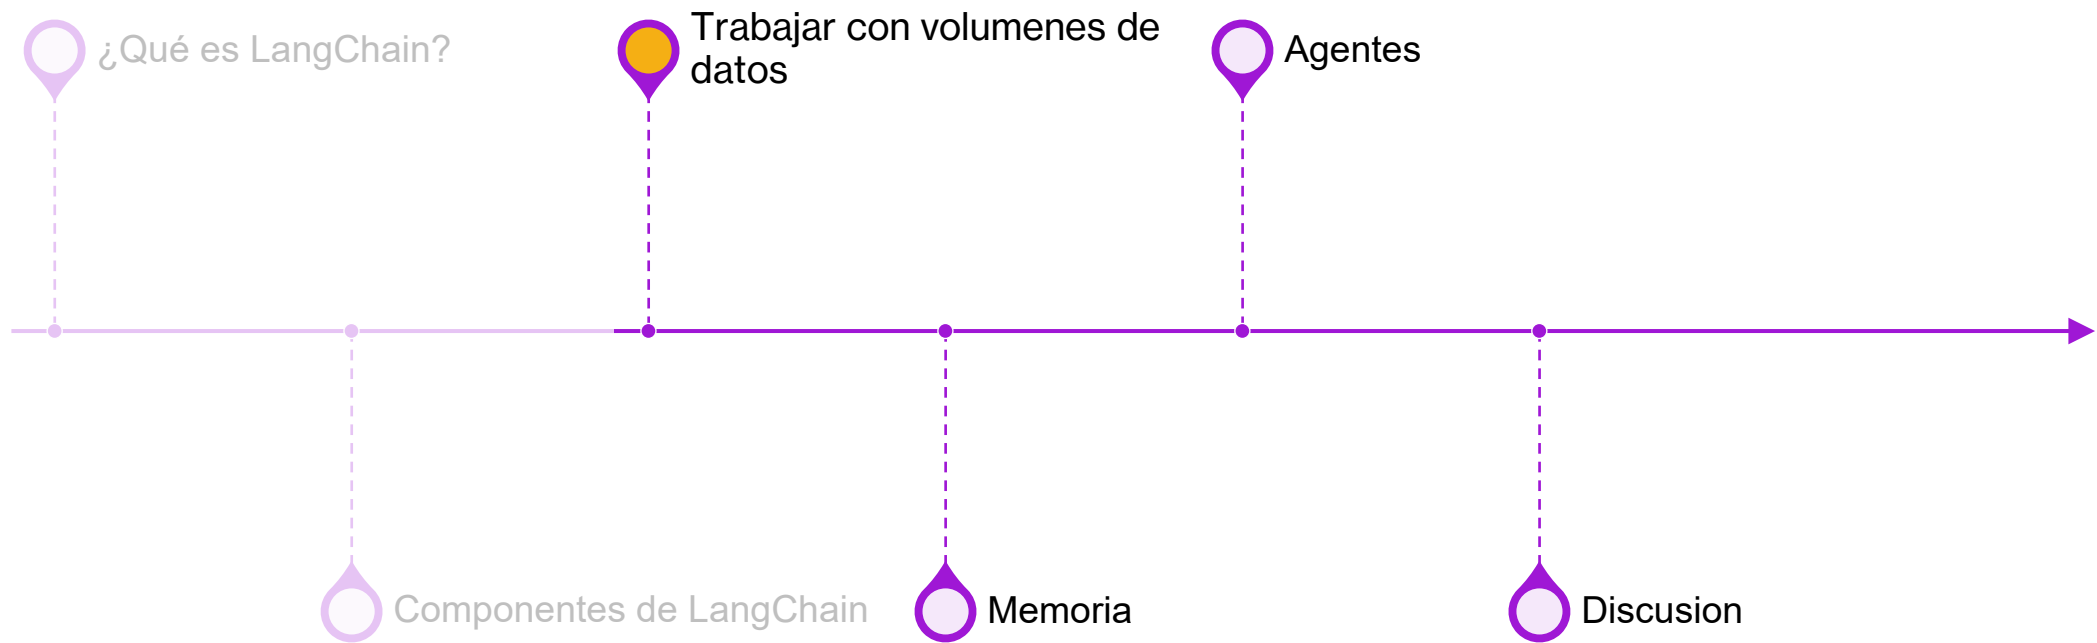 ¿Qué es LangChain?
Trabajar con volumenes de
datos
Agentes
Componentes de LangChain
Memoria
Discusion